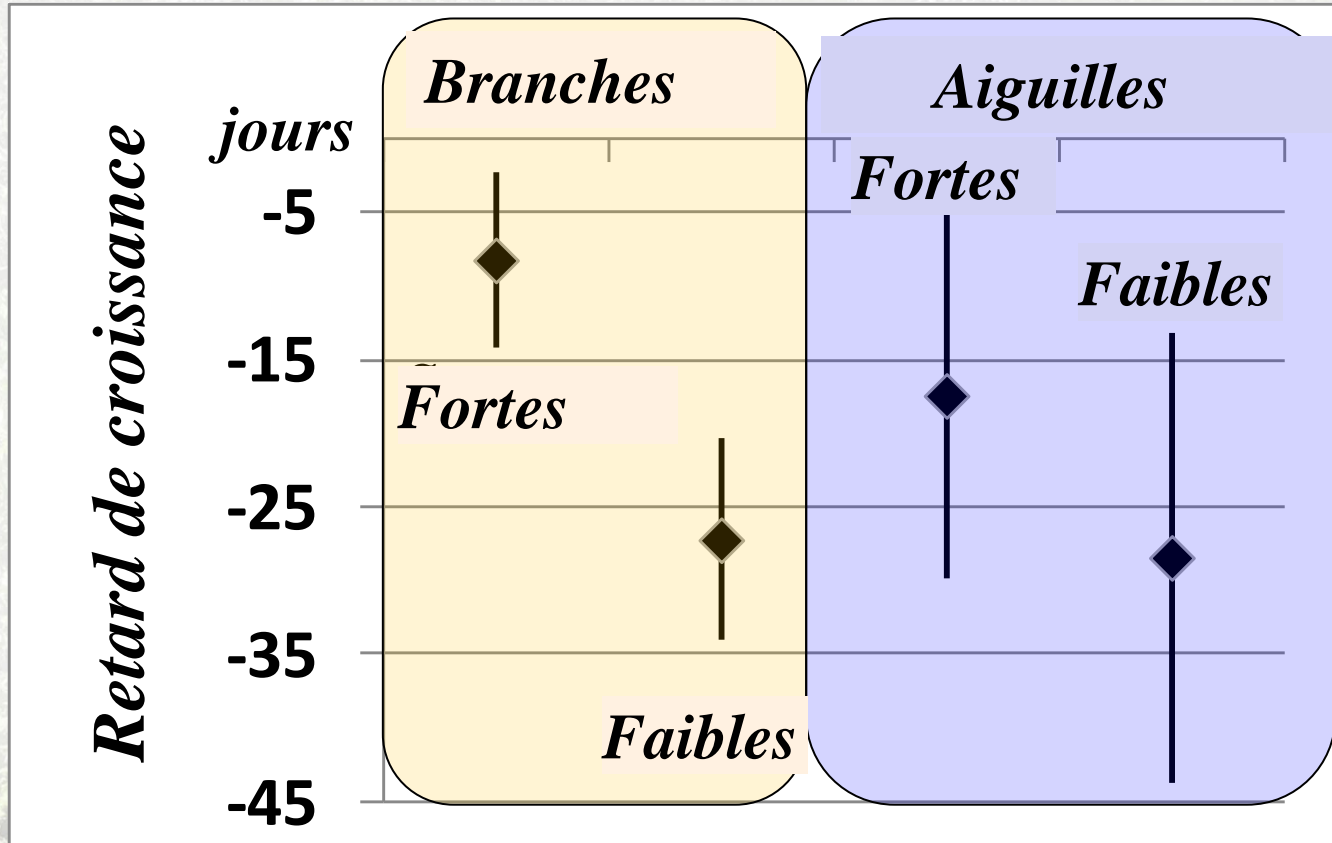 Branches
Aiguilles
jours
Retard de croissance
Fortes
-5
Faibles
-15
Fortes
-25
-35
Faibles
-45